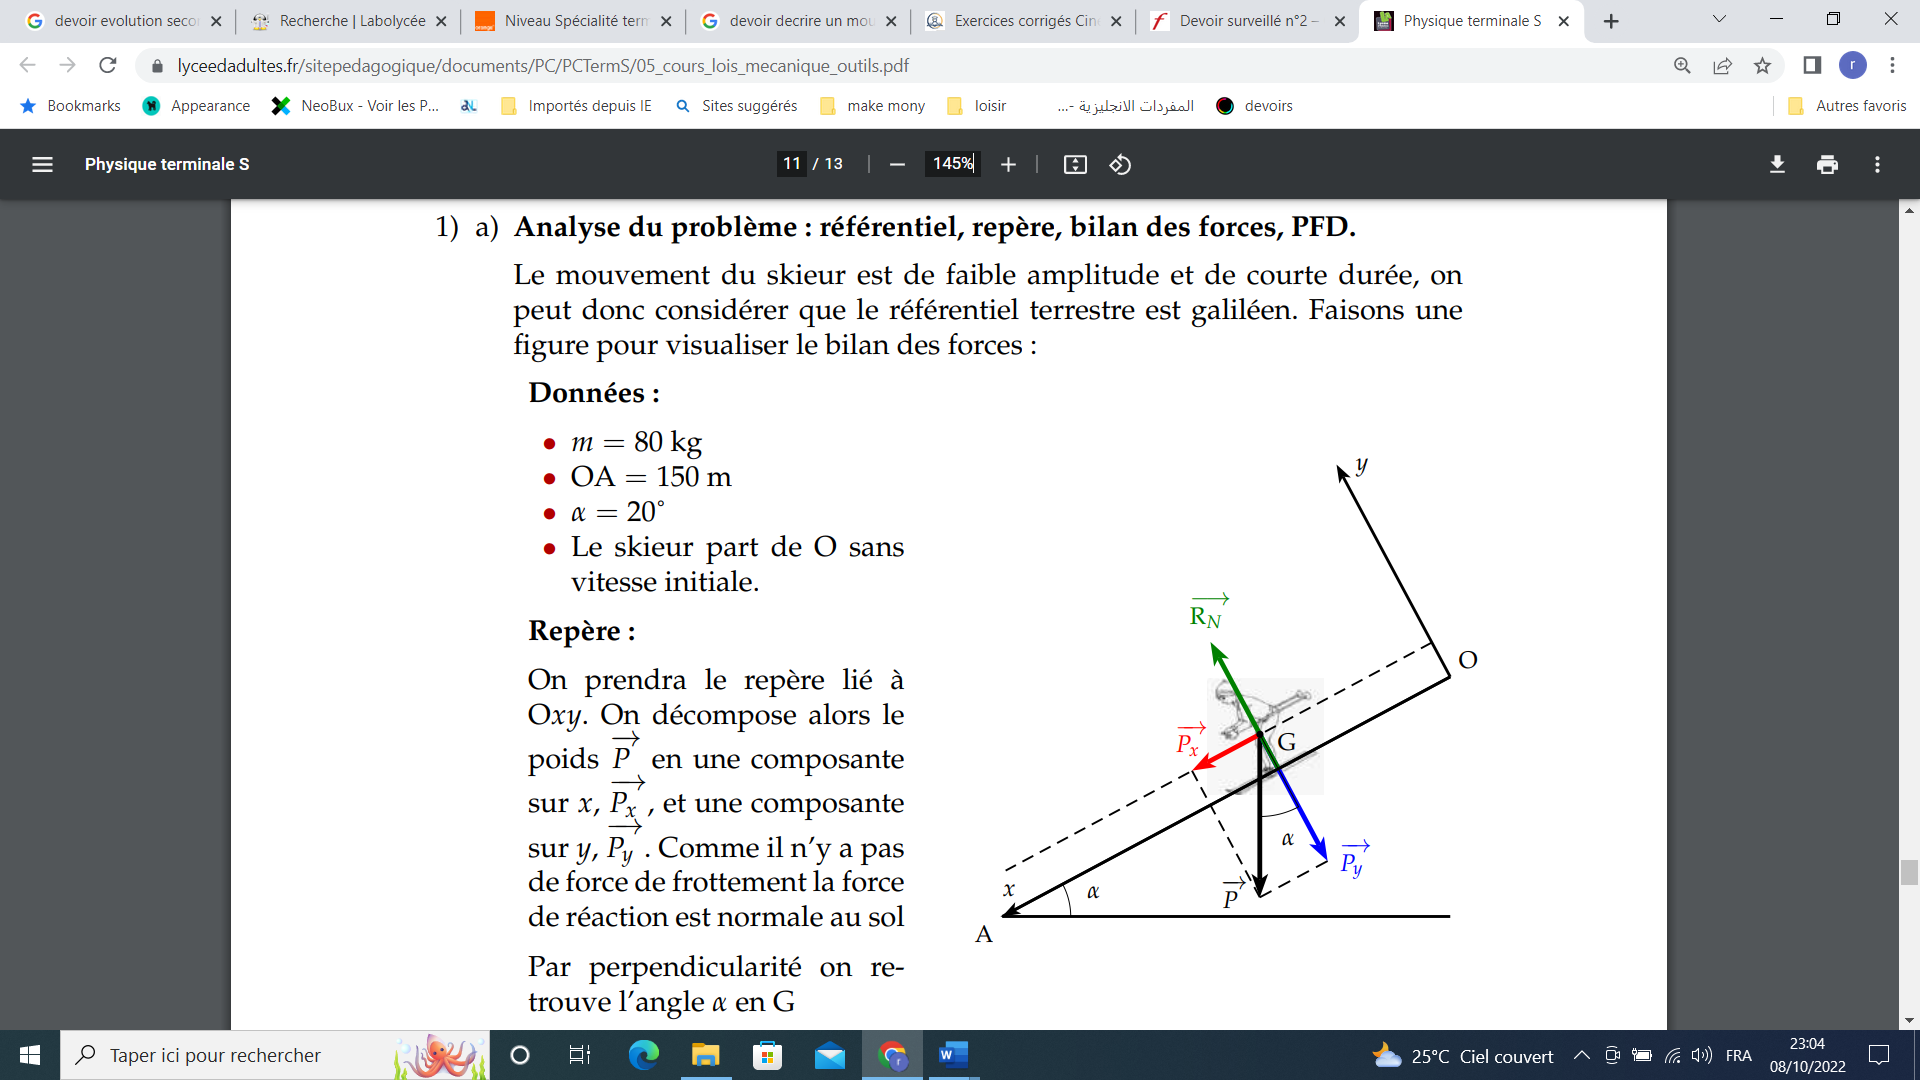 devoir evolution seco
Recherche | Labolycée
Niveau Spécialité term
devoir decrire un mou
Exercices corrigés Cin
Devoir surveillé n°2 –
Physique terminale S
lyceedadultes.fr/sitepedagogique/documents/PC/PCTermS/05_cours_lois_mecanique_outils.pdf
r
Bookmarks
Appearance
NeoBux - Voir les P...
Importés depuis IE
Sites suggérés
make mony
loisir
المفردات الانجليزية -...
devoirs
Autres favoris
Physique terminale S
11 / 13
145%
1) a) Analyse du problème : référentiel, repère, bilan des forces, PFD.
Le mouvement du skieur est de faible amplitude et de courte durée, on
peut donc considérer que le référentiel terrestre est galiléen. Faisons une
figure pour visualiser le bilan des forces :
Données :
• m = 80 kg
• OA = 150 m
• α = 20°
• Le skieur part de O sans
vitesse initiale.
Repère :
On prendra le repère lié à
Oxy. On décompose alors le
poids P en une composante
sur x, Px , et une composante
sur y, Py . Comme il n'y a pas
de force de frottement la force
de réaction est normale au sol
Par perpendicularité on re-
trouve l'angle α en G
y
RN
O
Px
G
α
Py
P
x
α
A
Taper ici pour rechercher
25°C Ciel couvert
FRA
23:04
08/10/2022